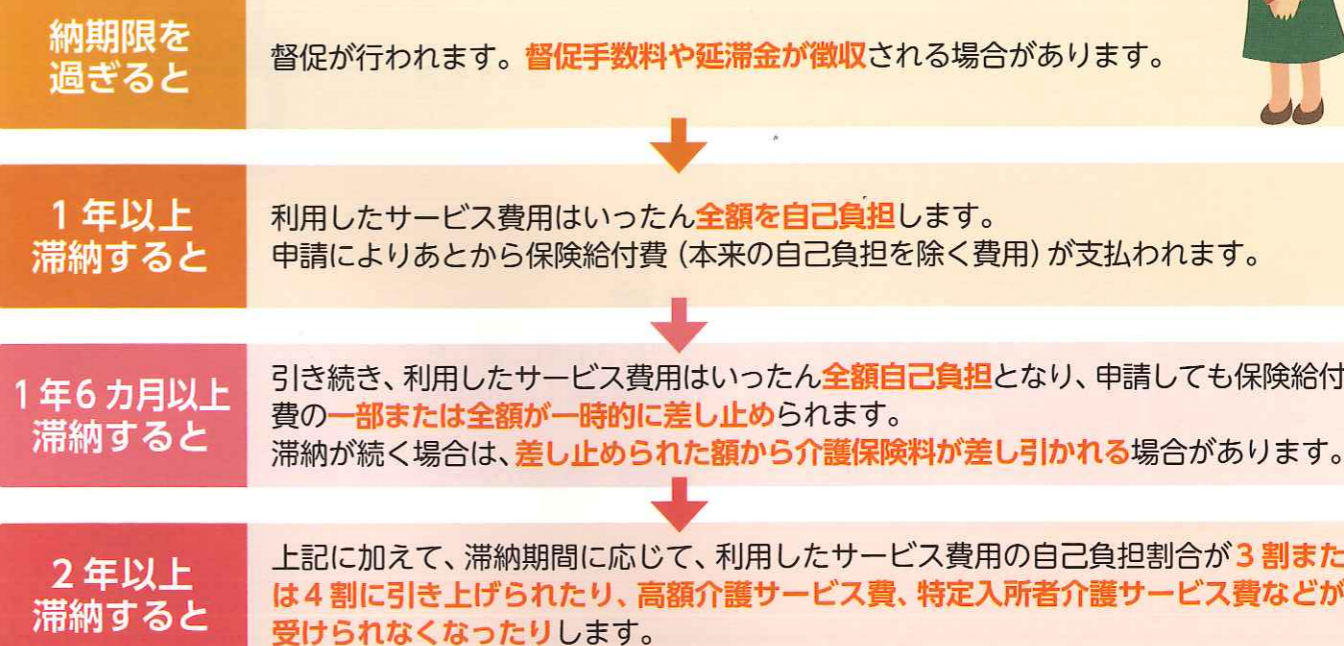 納期限を
過ぎると
督促が行われます。督促手数料や延滞金が徴収される場合があります。
1年以上
滞納すると
利用したサービス費用はいったん全額を自己負担します。
申請によりあとから保険給付費(本来の自己負担を除く費用)が支払われます。
1年6カ月以上
滞納すると
引き続き、利用したサービス費用はいったん全額自己負担となり、申請しても保険給付
費の一部または全額が一時的に差し止められます。
滞納が続く場合は、差し止められた額から介護保険料が差し引かれる場合があります。
2年以上
滞納すると
上記に加えて、滞納期間に応じて、利用したサービス費用の自己負担割合が3割また
は4割に引き上げられたり、高額介護サービス費、特定入所者介護サービス費などが
受けられなくなったりします。